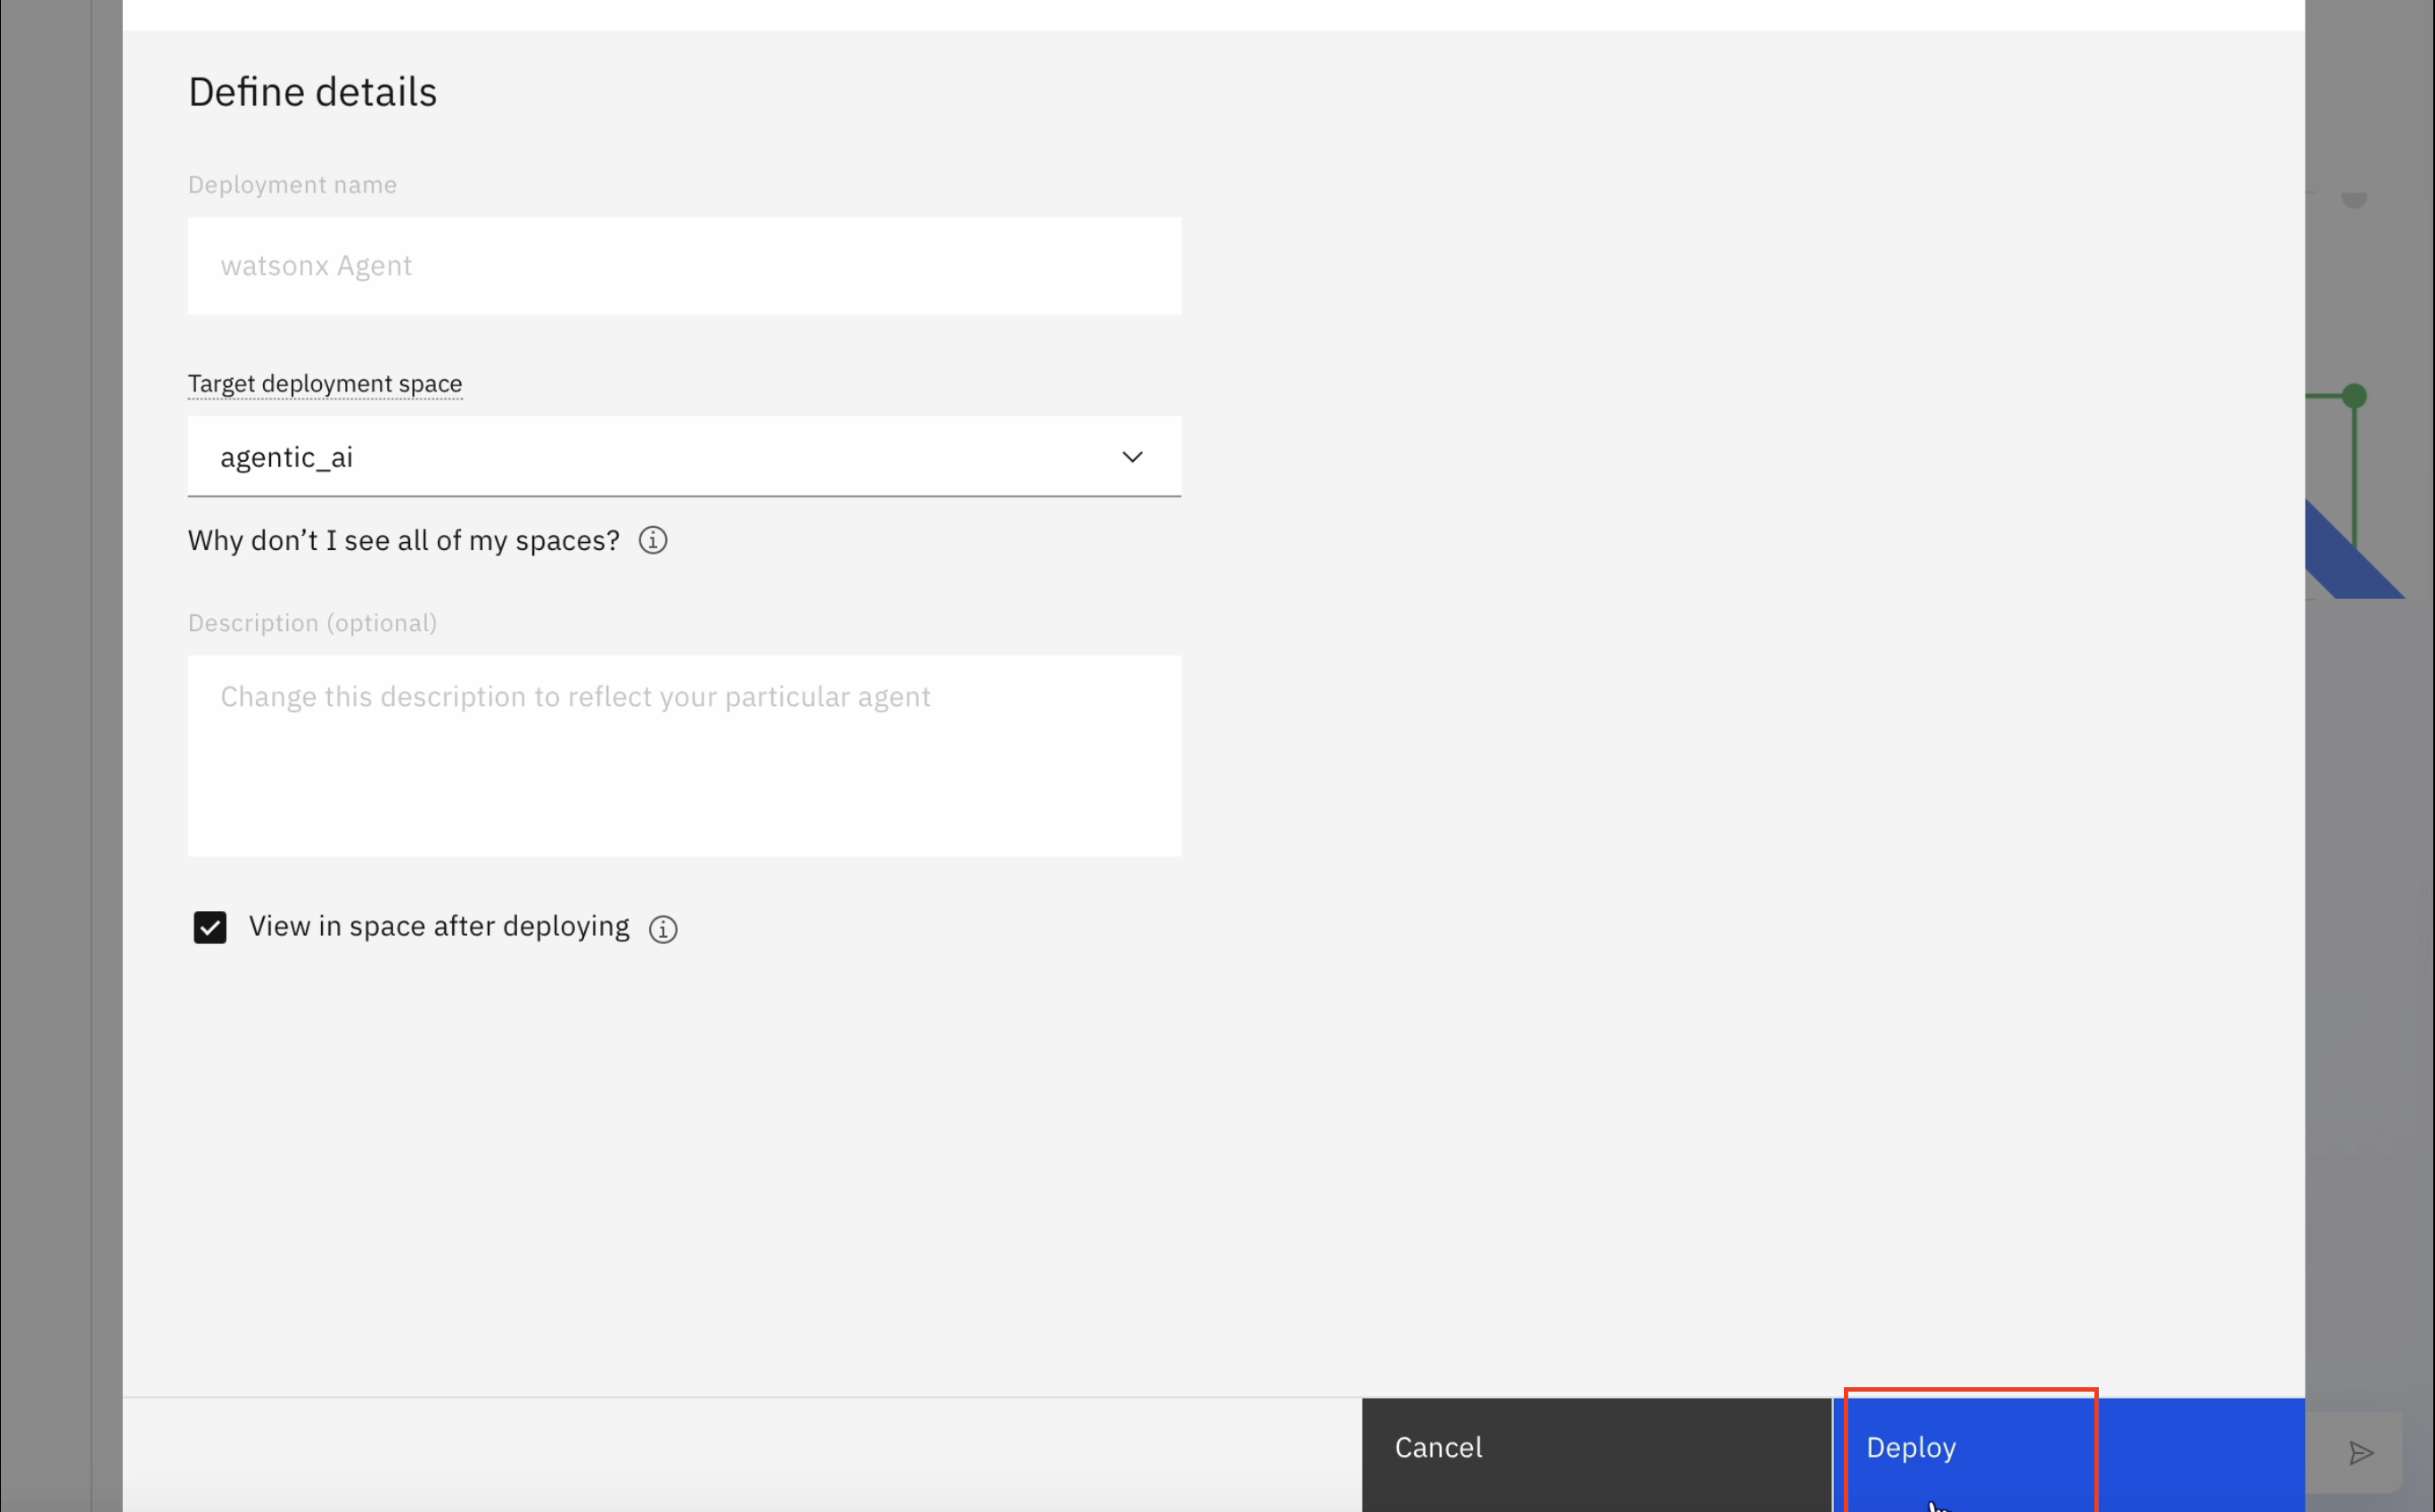 Define details
Deployment name
watsonx Agent
Target deployment space
agentic_ai
Why don’t I see all of my spaces?
Description (optional)
Change this description to reflect your particular agent
View in space after deploying
Cancel
Deploy